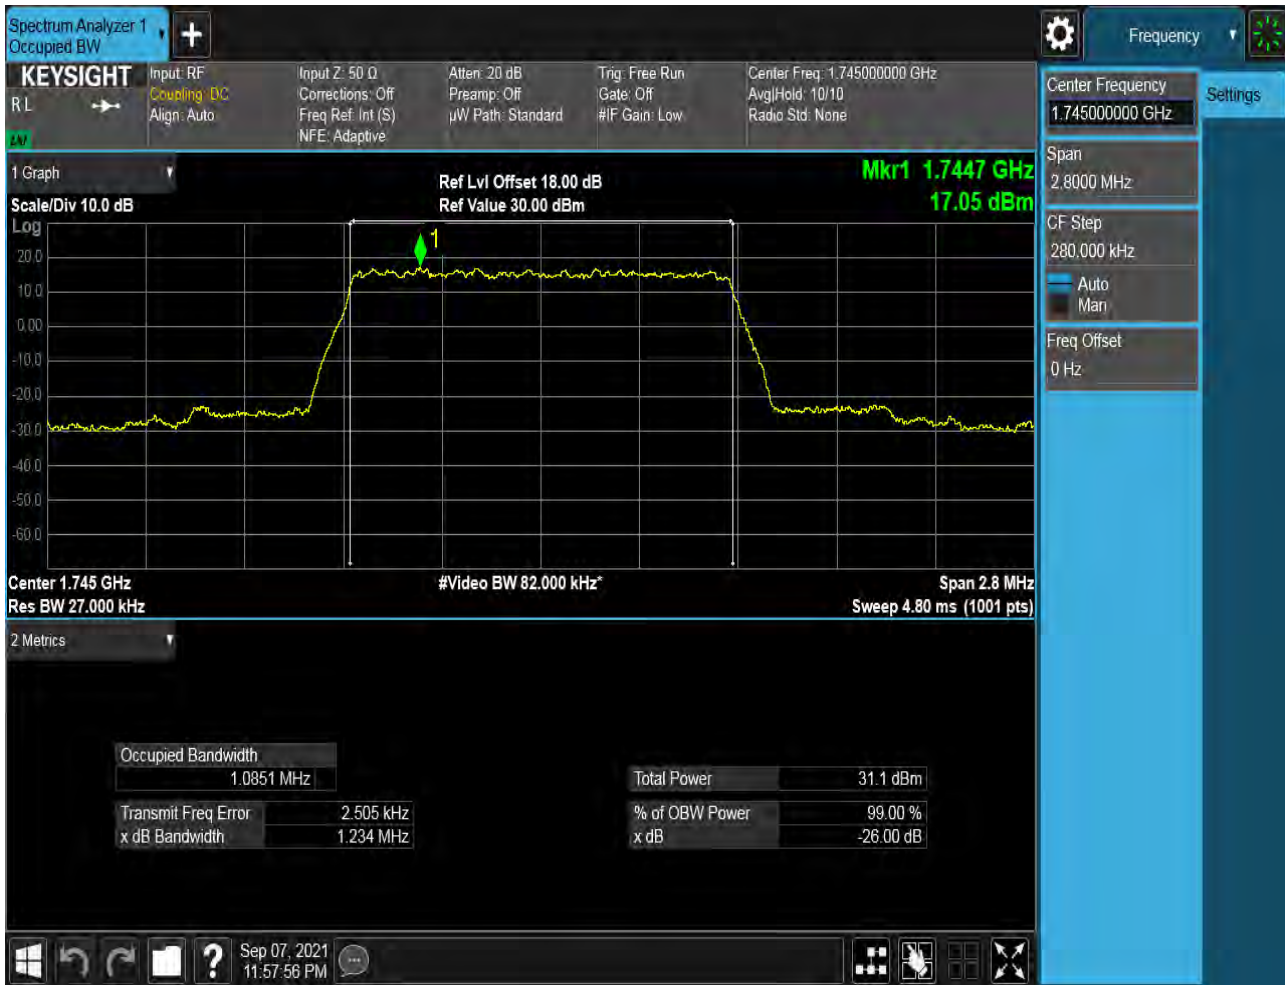 Spectrum Analyzer 1
Occupied BW
Frequency
KEYSIGHT
R L
Input: RF
Coupling: DC
Align: Auto
Input Z: 50 Ω
Corrections: Off
Freq Ref: Int (S)
NFE: Adaptive
Atten: 20 dB
Preamp: Off
µW Path: Standard
Trig: Free Run
Gate: Off
#IF Gain: Low
Center Freq: 1.745000000 GHz
Avg|Hold: 10/10
Radio Std: None
Center Frequency
1.745000000 GHz
Settings
Span
2.8000 MHz
CF Step
280.000 kHz
Auto
Man
Freq Offset
0 Hz
1 Graph
Scale/Div 10.0 dB
Ref Lvl Offset 18.00 dB
Ref Value 30.00 dBm
Mkr1 1.7447 GHz
17.05 dBm
Log
1
20.0
10.0
0.00
-10.0
-20.0
-30.0
-40.0
-50.0
-60.0
Center 1.745 GHz
#Video BW 82.000 kHz*
Span 2.8 MHz
Res BW 27.000 kHz
Sweep 4.80 ms (1001 pts)
2 Metrics
Occupied Bandwidth
1.0851 MHz
Total Power 31.1 dBm
Transmit Freq Error 2.505 kHz
% of OBW Power 99.00 %
x dB Bandwidth 1.234 MHz
x dB -26.00 dB
?
Sep 07, 2021
11:57:56 PM